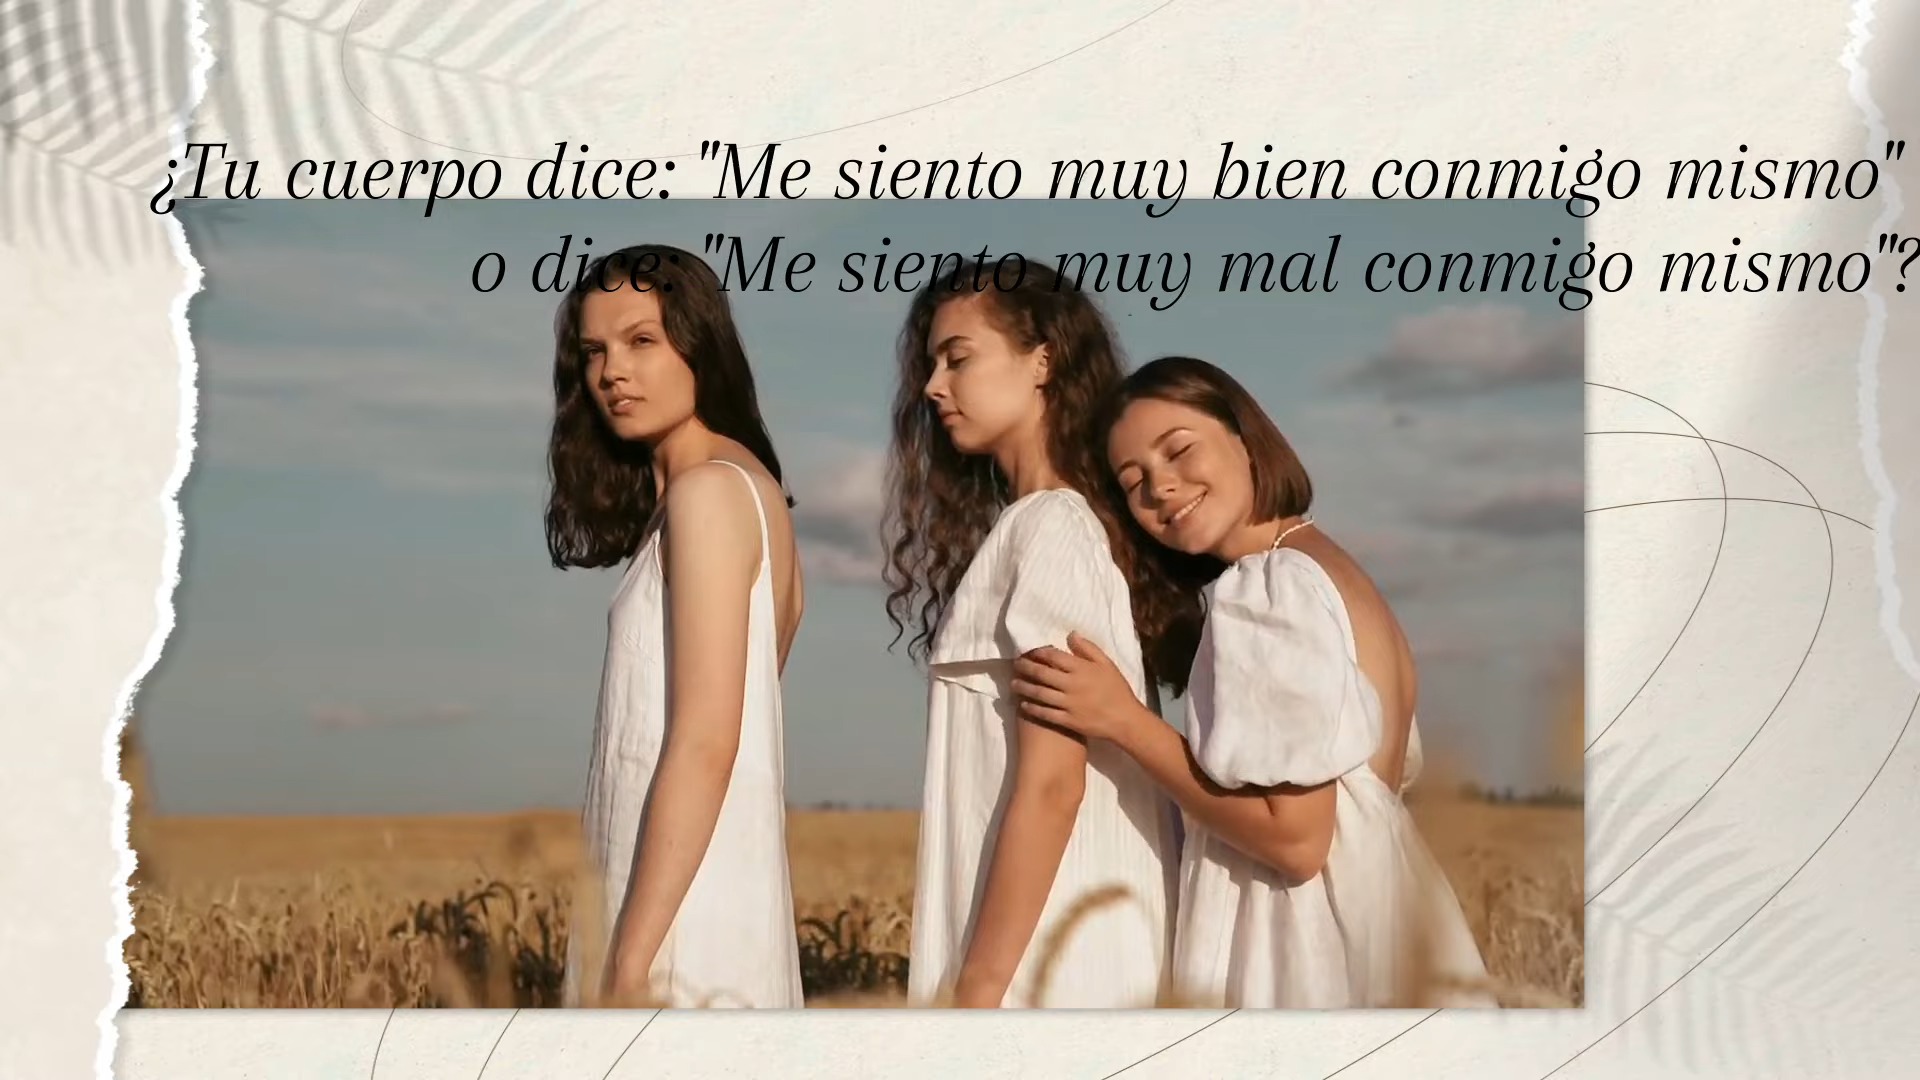 ¿Tu cuerpo dice: "Me siento muy bien conmigo mismo"
o dice: "Me siento muy mal conmigo mismo"?